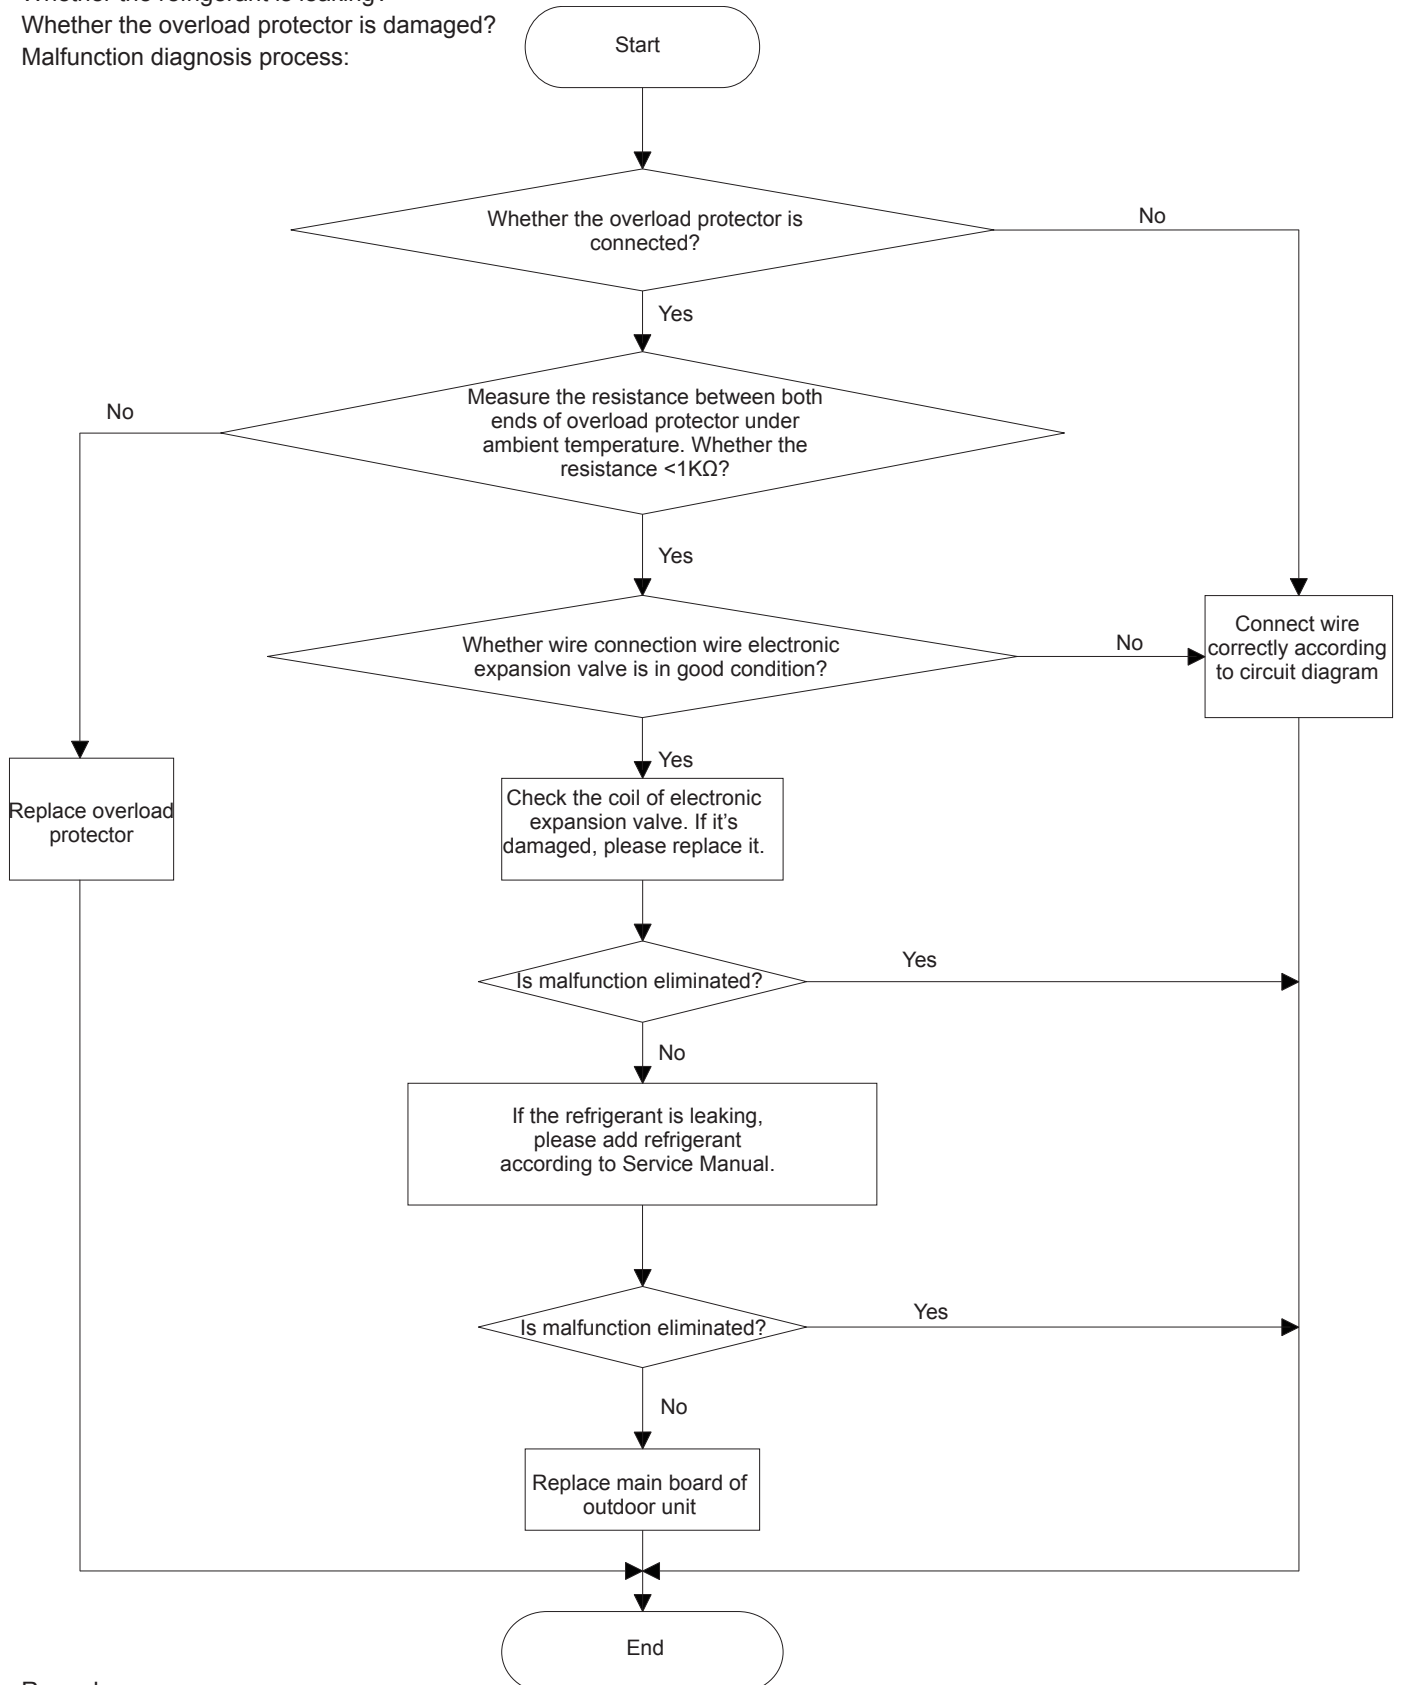 Whether the refrigerant is leaking?
Whether the overload protector is damaged?
Malfunction diagnosis process:
Start
Whether the overload protector is
connected?
No
Yes
Measure the resistance between both
ends of overload protector under
ambient temperature. Whether the
resistance <1KΩ?
No
Yes
Whether wire connection wire electronic
expansion valve is in good condition?
No
Connect wire
correctly according
to circuit diagram
Yes
Replace overload
protector
Check the coil of electronic
expansion valve. If it's
damaged, please replace it.
Is malfunction eliminated?
Yes
No
If the refrigerant is leaking,
please add refrigerant
according to Service Manual.
Is malfunction eliminated?
Yes
No
Replace main board of
outdoor unit
End